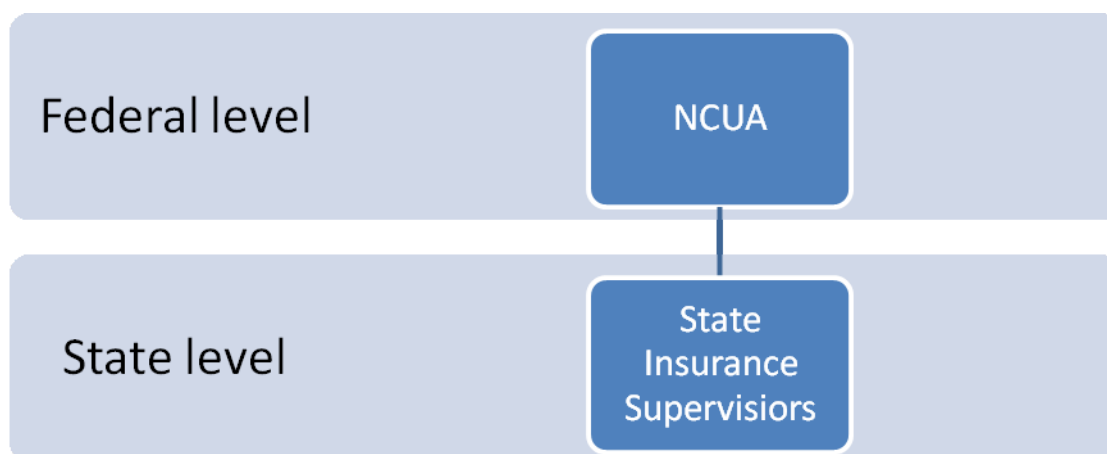 Federal level
NCUA
State level
State
Insurance
Supervisiors